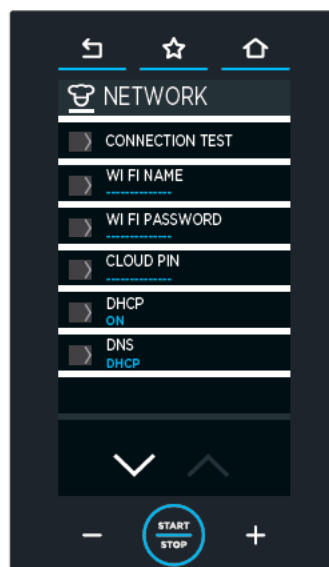 NETWORK
CONNECTION TEST
WI FI NAME
-------------
WI FI PASSWORD
-------------
CLOUD PIN
-------------
DHCP
ON
DNS
DHCP
START
STOP